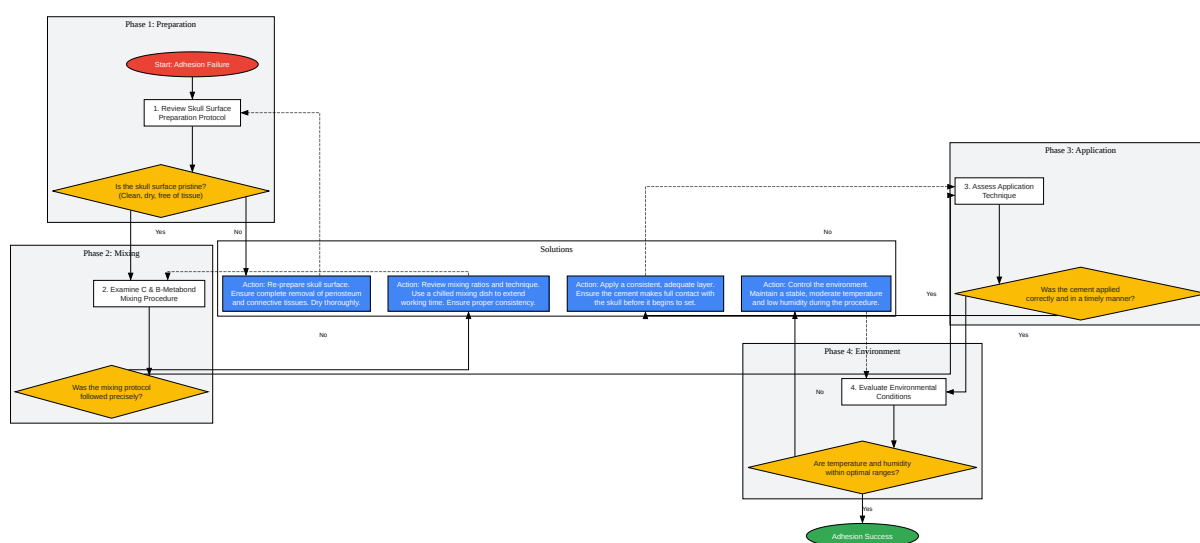 Phase 1: Preparation
Start: Adhesion Failure
1. Review Skull Surface
Preparation Protocol
Is the skull surface pristine?
(Clean, dry, free of tissue)
Yes
No
Phase 2: Mixing
2. Examine C & B-Metabond
Mixing Procedure
Was the mixing protocol
followed precisely?
No
Yes
Solutions
Action: Re-prepare skull surface.
Ensure complete removal of periosteum
and connective tissues. Dry thoroughly.
Action: Review mixing ratios and technique.
Use a chilled mixing dish to extend
working time. Ensure proper consistency.
Action: Apply a consistent, adequate layer.
Ensure the cement makes full contact with
the skull before it begins to set.
Action: Control the environment.
Maintain a stable, moderate temperature
and low humidity during the procedure.
Phase 3: Application
3. Assess Application
Technique
Was the cement applied
correctly and in a timely manner?
No
Yes
Phase 4: Environment
4. Evaluate Environmental
Conditions
No
Are temperature and humidity
within optimal ranges?
Yes
Adhesion Success